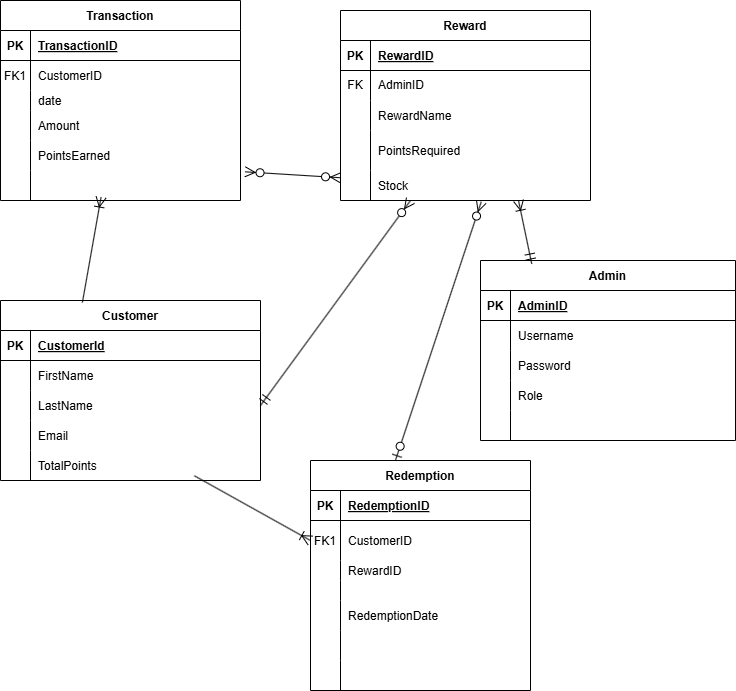 Transaction
PK TransactionID
FK1 CustomerID
date
Amount
PointsEarned
Reward
PK RewardID
FK AdminID
RewardName
PointsRequired
Stock
Admin
PK AdminID
Username
Password
Role
Customer
PK CustomerId
FirstName
LastName
Email
TotalPoints
Redemption
PK RedemptionID
FK1 CustomerID
RewardID
RedemptionDate